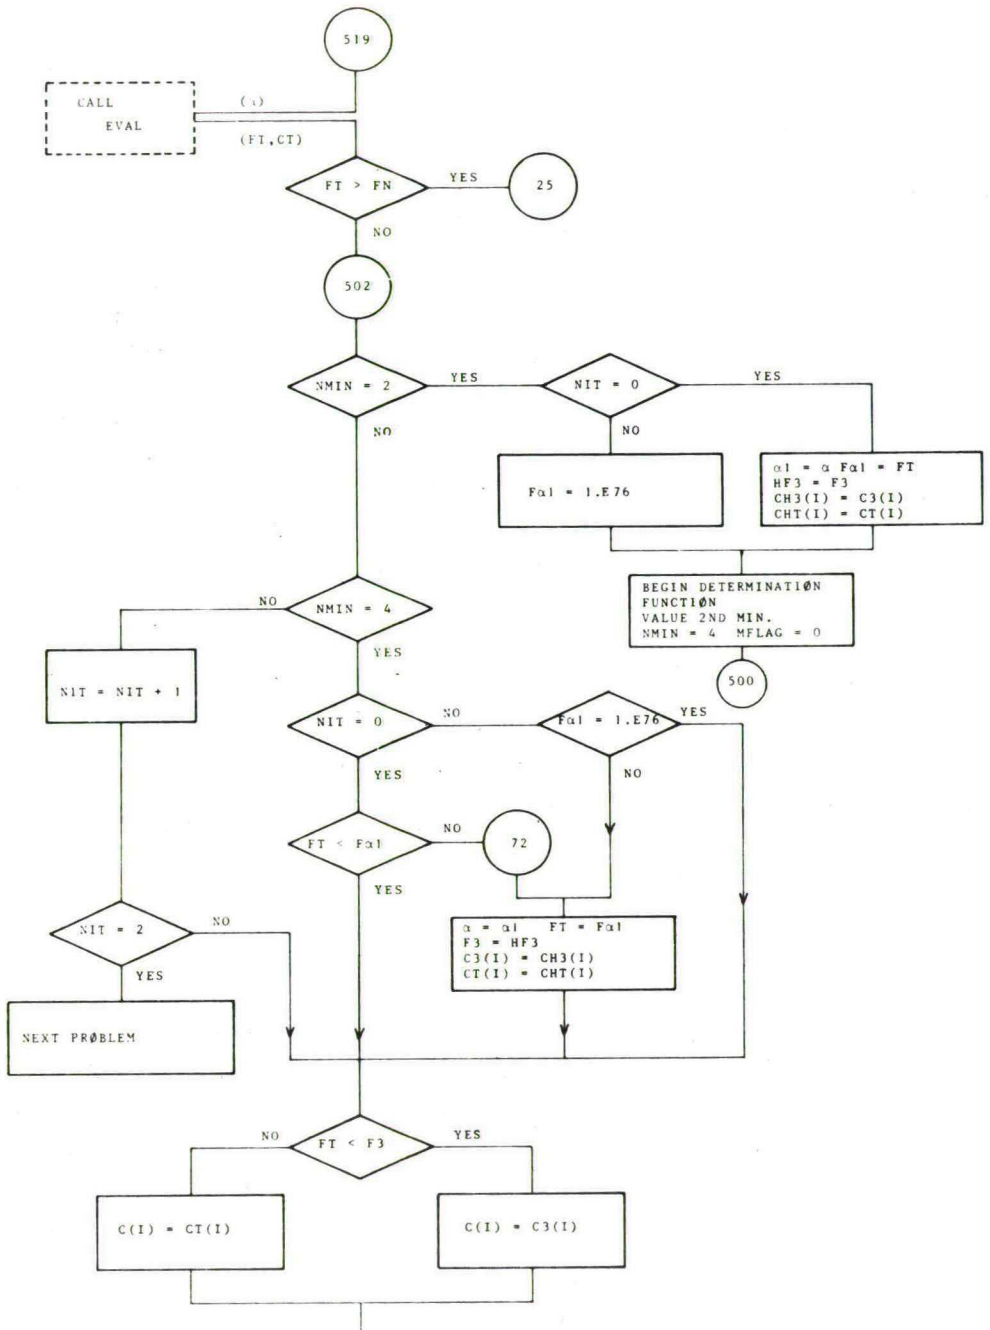 519
CALL
EVAL
(α)
(FT,CT)
FT > FN
YES
25
NO
502
NMIN = 2
YES
NIT = 0
YES
NO
NO
Fα1 = 1.E76
α1 = α Fα1 = FT
HF3 = F3
CH3(I) = C3(I)
CHT(I) = CT(I)
BEGIN DETERMINATIØN
FUNCTIØN
VALUE 2ND MIN.
NMIN = 4 MFLAG = 0
500
NO
NMIN = 4
YES
NIT = NIT + 1
NIT = 0
NO
Fα1 = 1.E76
YES
YES
NO
FT < Fα1
NO
72
YES
α = α1 FT = Fα1
F3 = HF3
C3(I) = CH3(I)
CT(I) = CHT(I)
NIT = 2
NO
YES
NEXT PRØBLEM
NO
FT < F3
YES
C(I) = CT(I)
C(I) = C3(I)